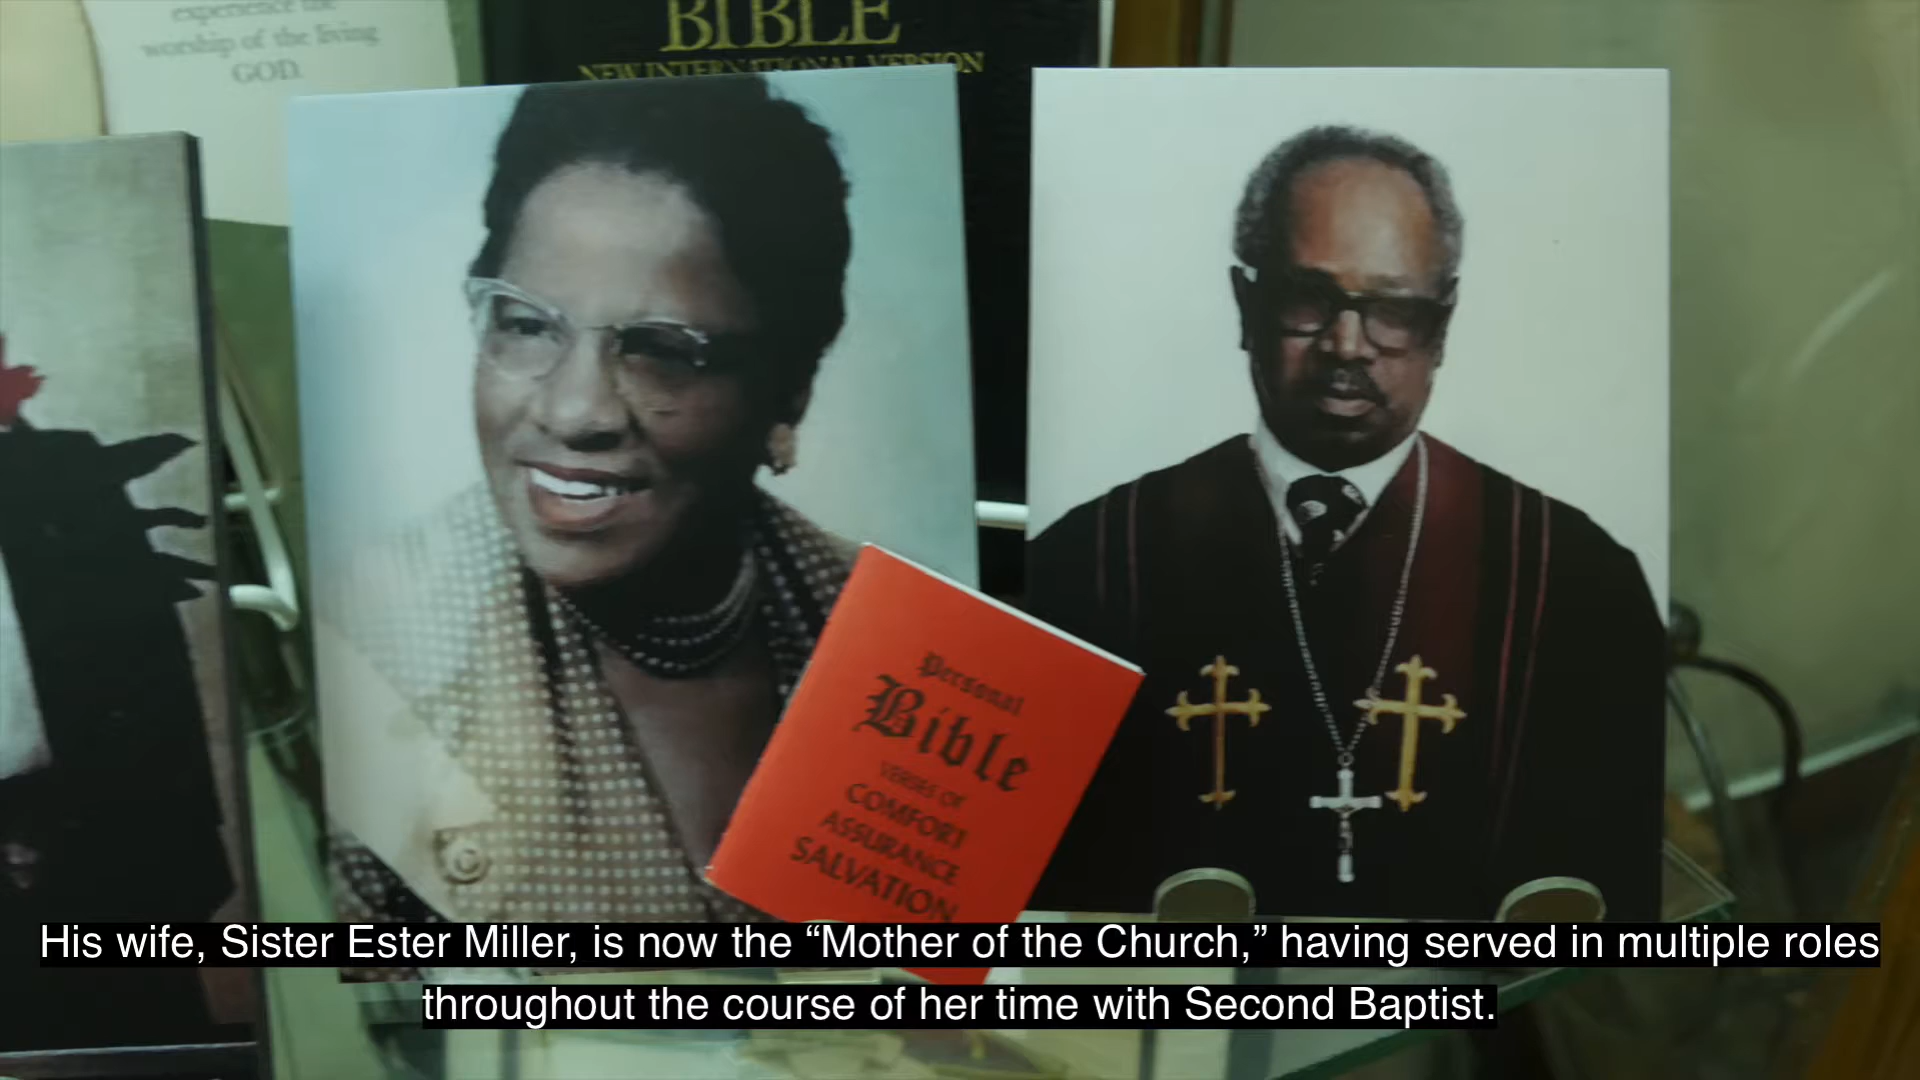 experience the
worship of the living
GOD.
BIBLE
NEW INTERNATIONAL VERSION
Personal
Bible
VERSES OF
COMFORT
ASSURANCE
SALVATION
His wife, Sister Ester Miller, is now the “Mother of the Church,” having served in multiple roles
throughout the course of her time with Second Baptist.